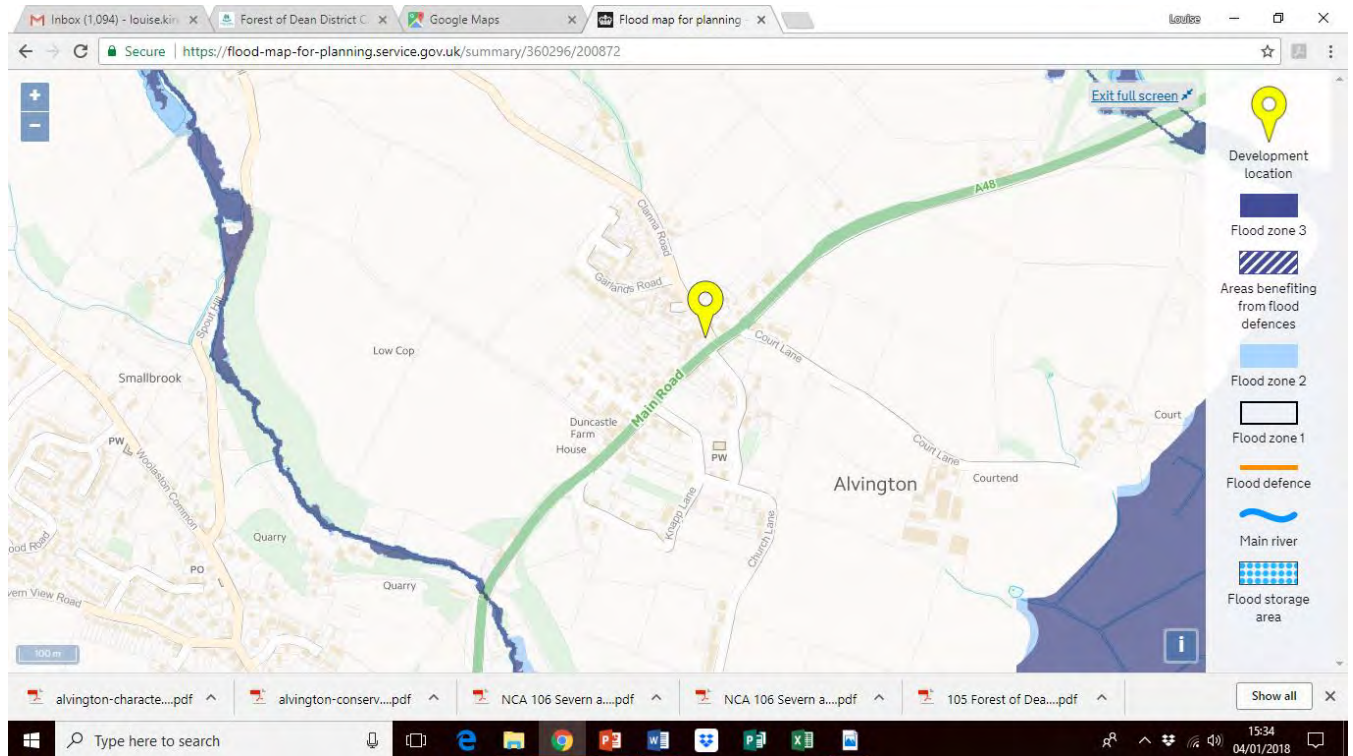 Inbox (1,094) - louise.kin
Forest of Dean District C
Google Maps
Flood map for planning -
Louise
Secure
https://flood-map-for-planning.service.gov.uk/summary/360296/200872
+
-
Exit full screen
Development
location
Flood zone 3
Areas benefiting
from flood
defences
Flood zone 2
Flood zone 1
Flood defence
Main river
Flood storage
area
A48
Clanna Road
Garlands Road
Court Lane
Spout Hill
Low Cop
Smallbrook
Main Road
Duncastle
Farm
House
PW
PW
Court
Court Lane
Alvington
Courtend
Woolaston Common
Knapp Lane
Church Lane
Quarry
ood Road
PO
Quarry
vern View Road
100 m
i
alvington-characte....pdf
alvington-conserv....pdf
NCA 106 Severn a....pdf
NCA 106 Severn a....pdf
105 Forest of Dea....pdf
Show all
Type here to search
15:34
04/01/2018